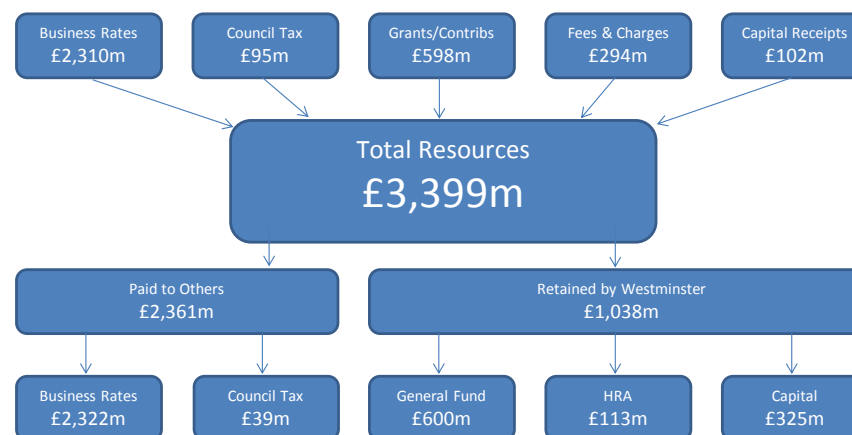 Business Rates
£2,310m
Council Tax
£95m
Grants/Contribs
£598m
Fees & Charges
£294m
Capital Receipts
£102m
Total Resources
£3,399m
Paid to Others
£2,361m
Retained by Westminster
£1,038m
Business Rates
£2,322m
Council Tax
£39m
General Fund
£600m
HRA
£113m
Capital
£325m